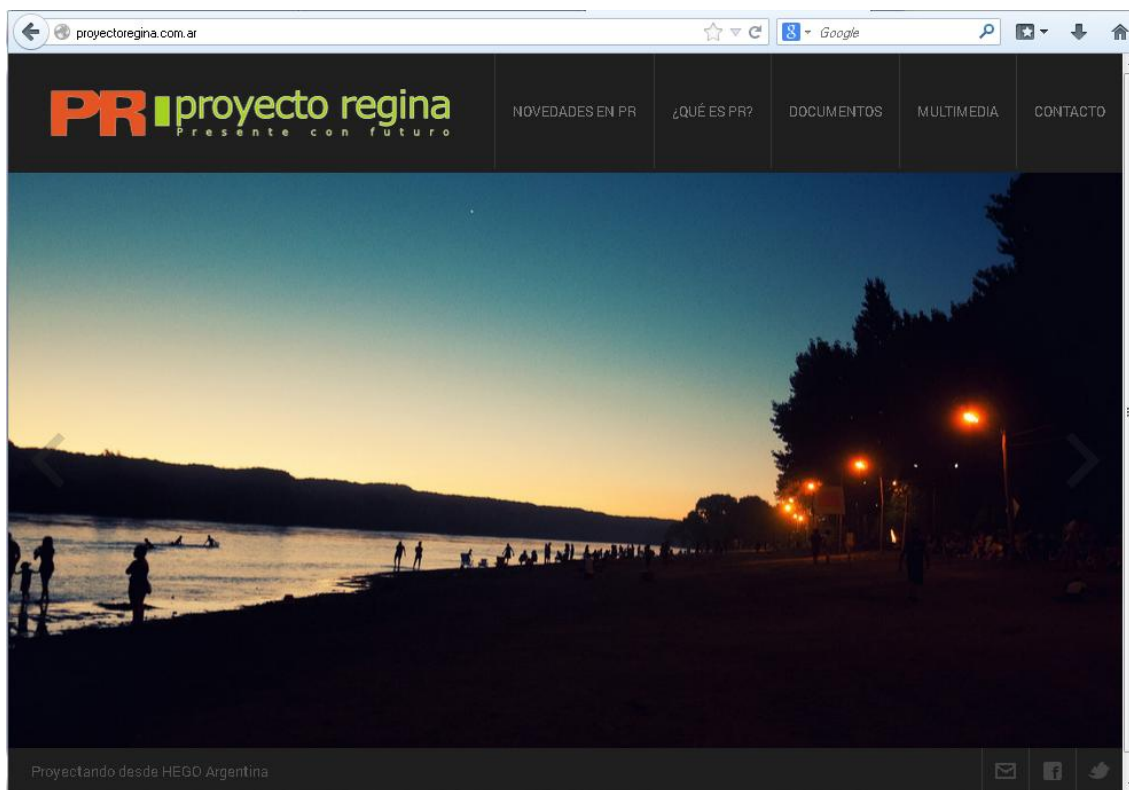 proyectoregina.com.ar
Google
PR proyecto regina
Presente con futuro
NOVEDADES EN PR
¿QUÉ ES PR?
DOCUMENTOS
MULTIMEDIA
CONTACTO
Proyectando desde HEGO Argentina